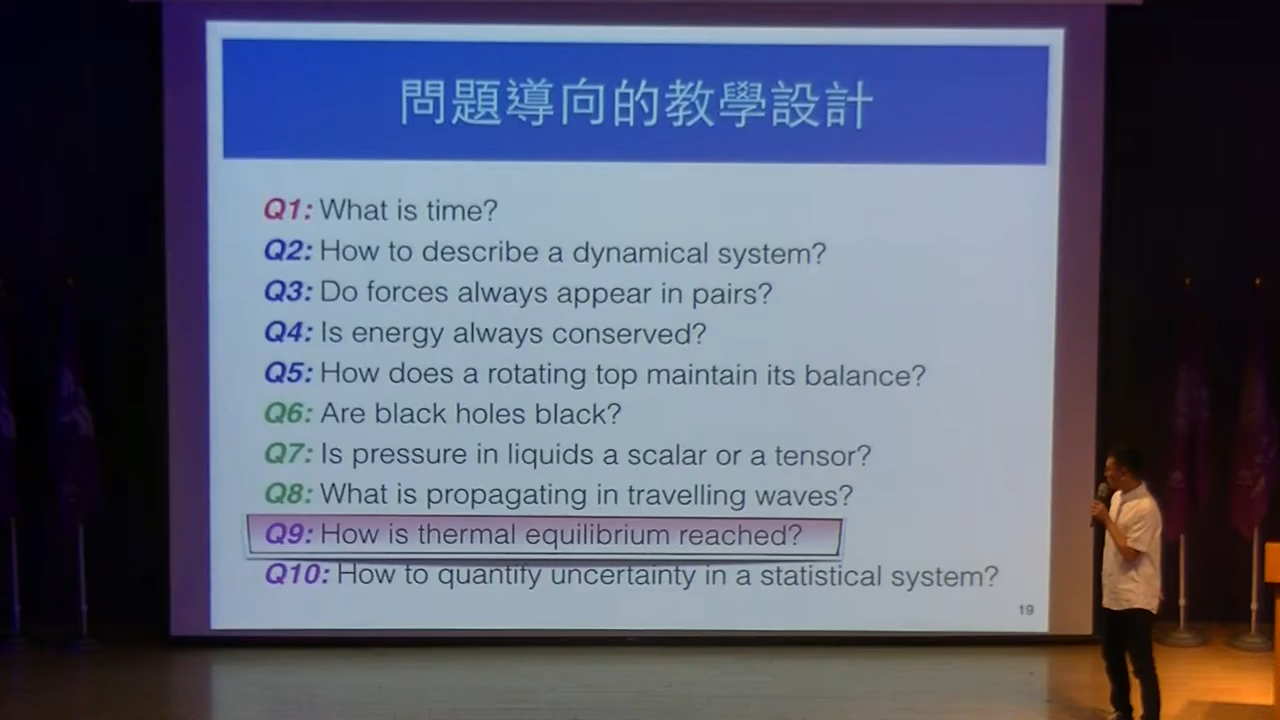 問題導向的教學設計
Q1: What is time?
Q2: How to describe a dynamical system?
Q3: Do forces always appear in pairs?
Q4: Is energy always conserved?
Q5: How does a rotating top maintain its balance?
Q6: Are black holes black?
Q7: Is pressure in liquids a scalar or a tensor?
Q8: What is propagating in travelling waves?
Q9: How is thermal equilibrium reached?
Q10: How to quantify uncertainty in a statistical system?
19